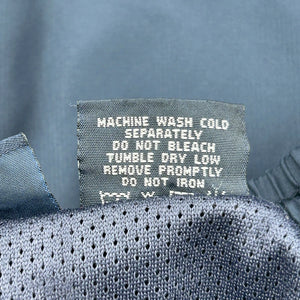 MACHINE WASH COLD
SEPARATELY
DO NOT BLEACH
TUMBLE DRY LOW
REMOVE PROMPTLY
DO NOT IRON